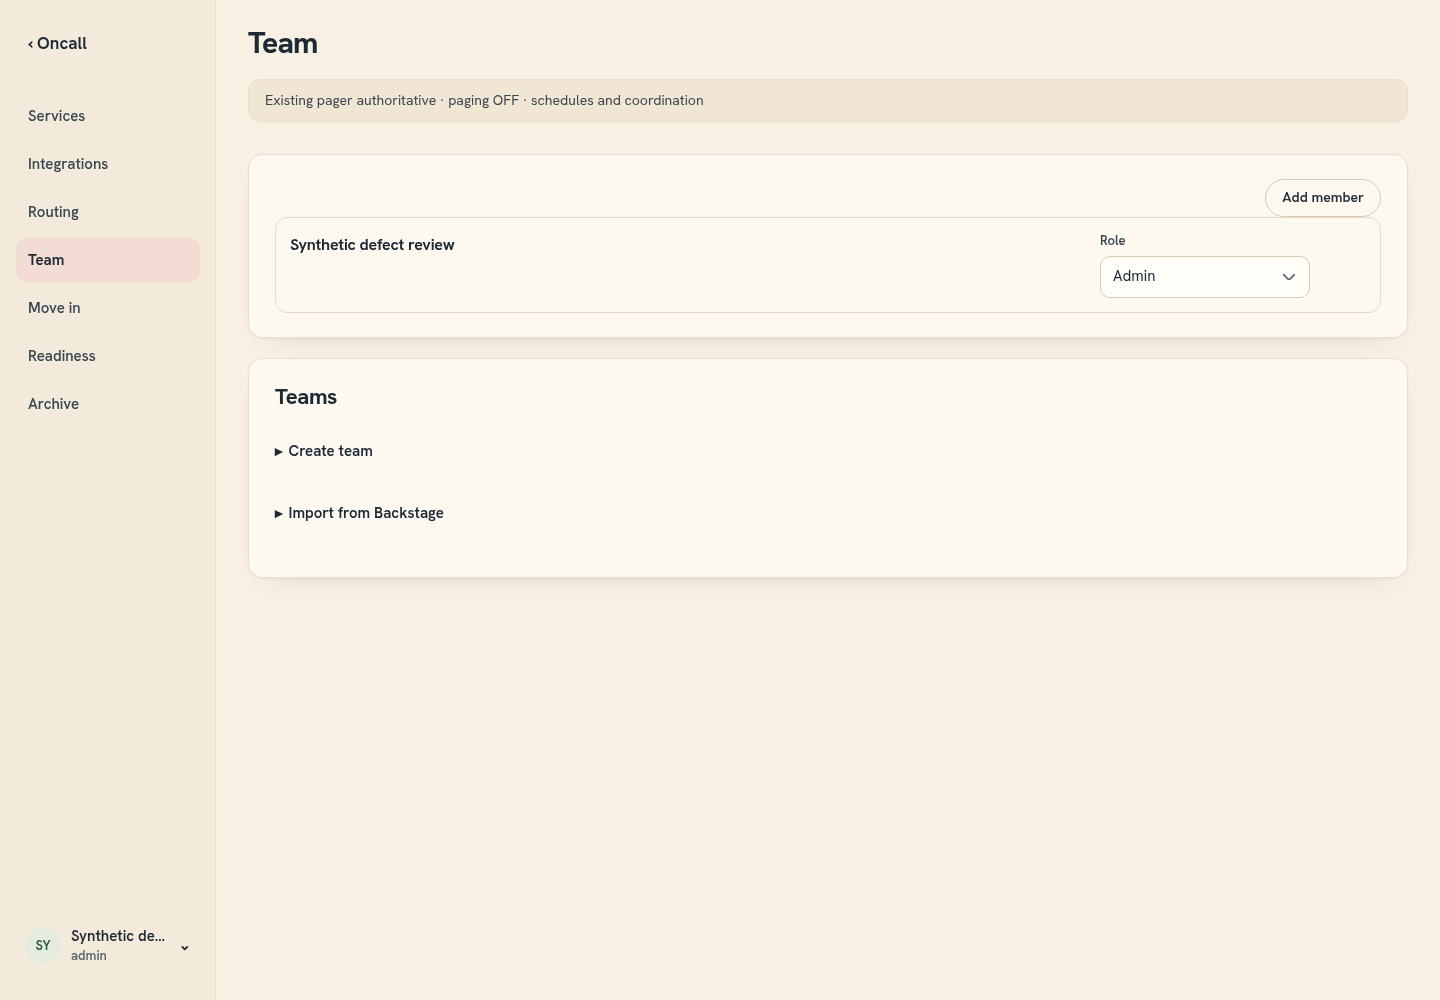 ‹ Oncall
Services
Integrations
Routing
Team
Move in
Readiness
Archive
SY
Synthetic de...
admin
Team
Existing pager authoritative · paging OFF · schedules and coordination
Add member
Synthetic defect review
Role
Admin
Teams
▸ Create team
▸ Import from Backstage